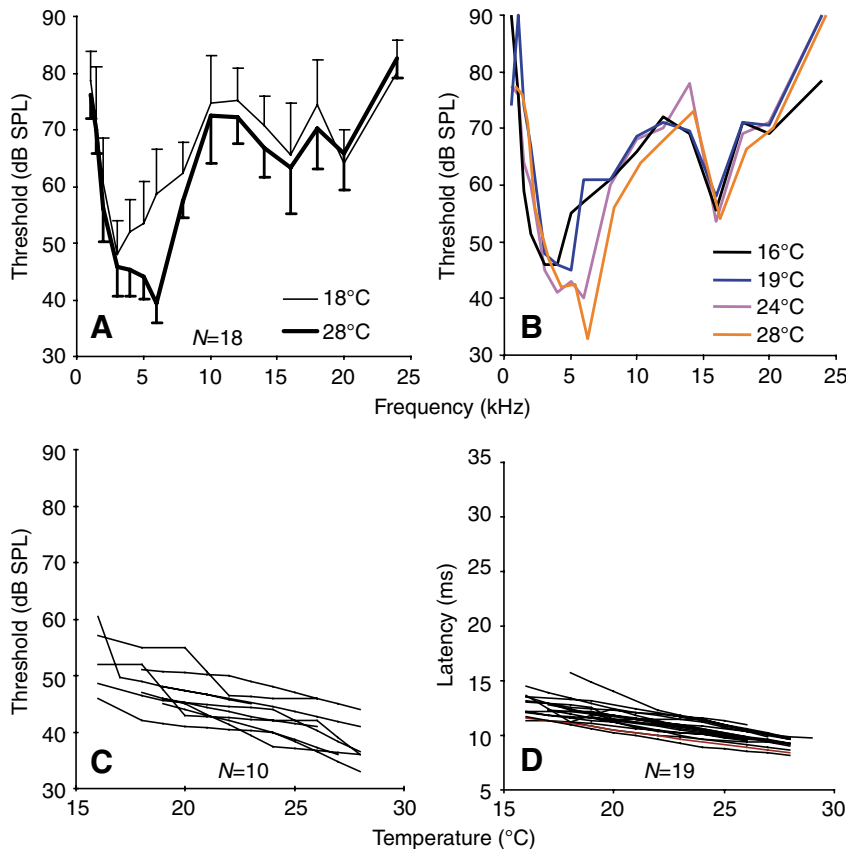 90
80
70
60
50
40
30
Threshold (dB SPL)
A
N=18
18°C
28°C
0
5
10
15
20
25
90
80
70
60
50
40
30
Threshold (dB SPL)
B
16°C
19°C
24°C
28°C
0
5
10
15
20
25
Frequency (kHz)
90
80
70
60
50
40
30
Threshold (dB SPL)
C
N=10
15
20
25
30
35
30
25
20
15
10
5
Latency (ms)
D
N=19
15
20
25
30
Temperature (°C)